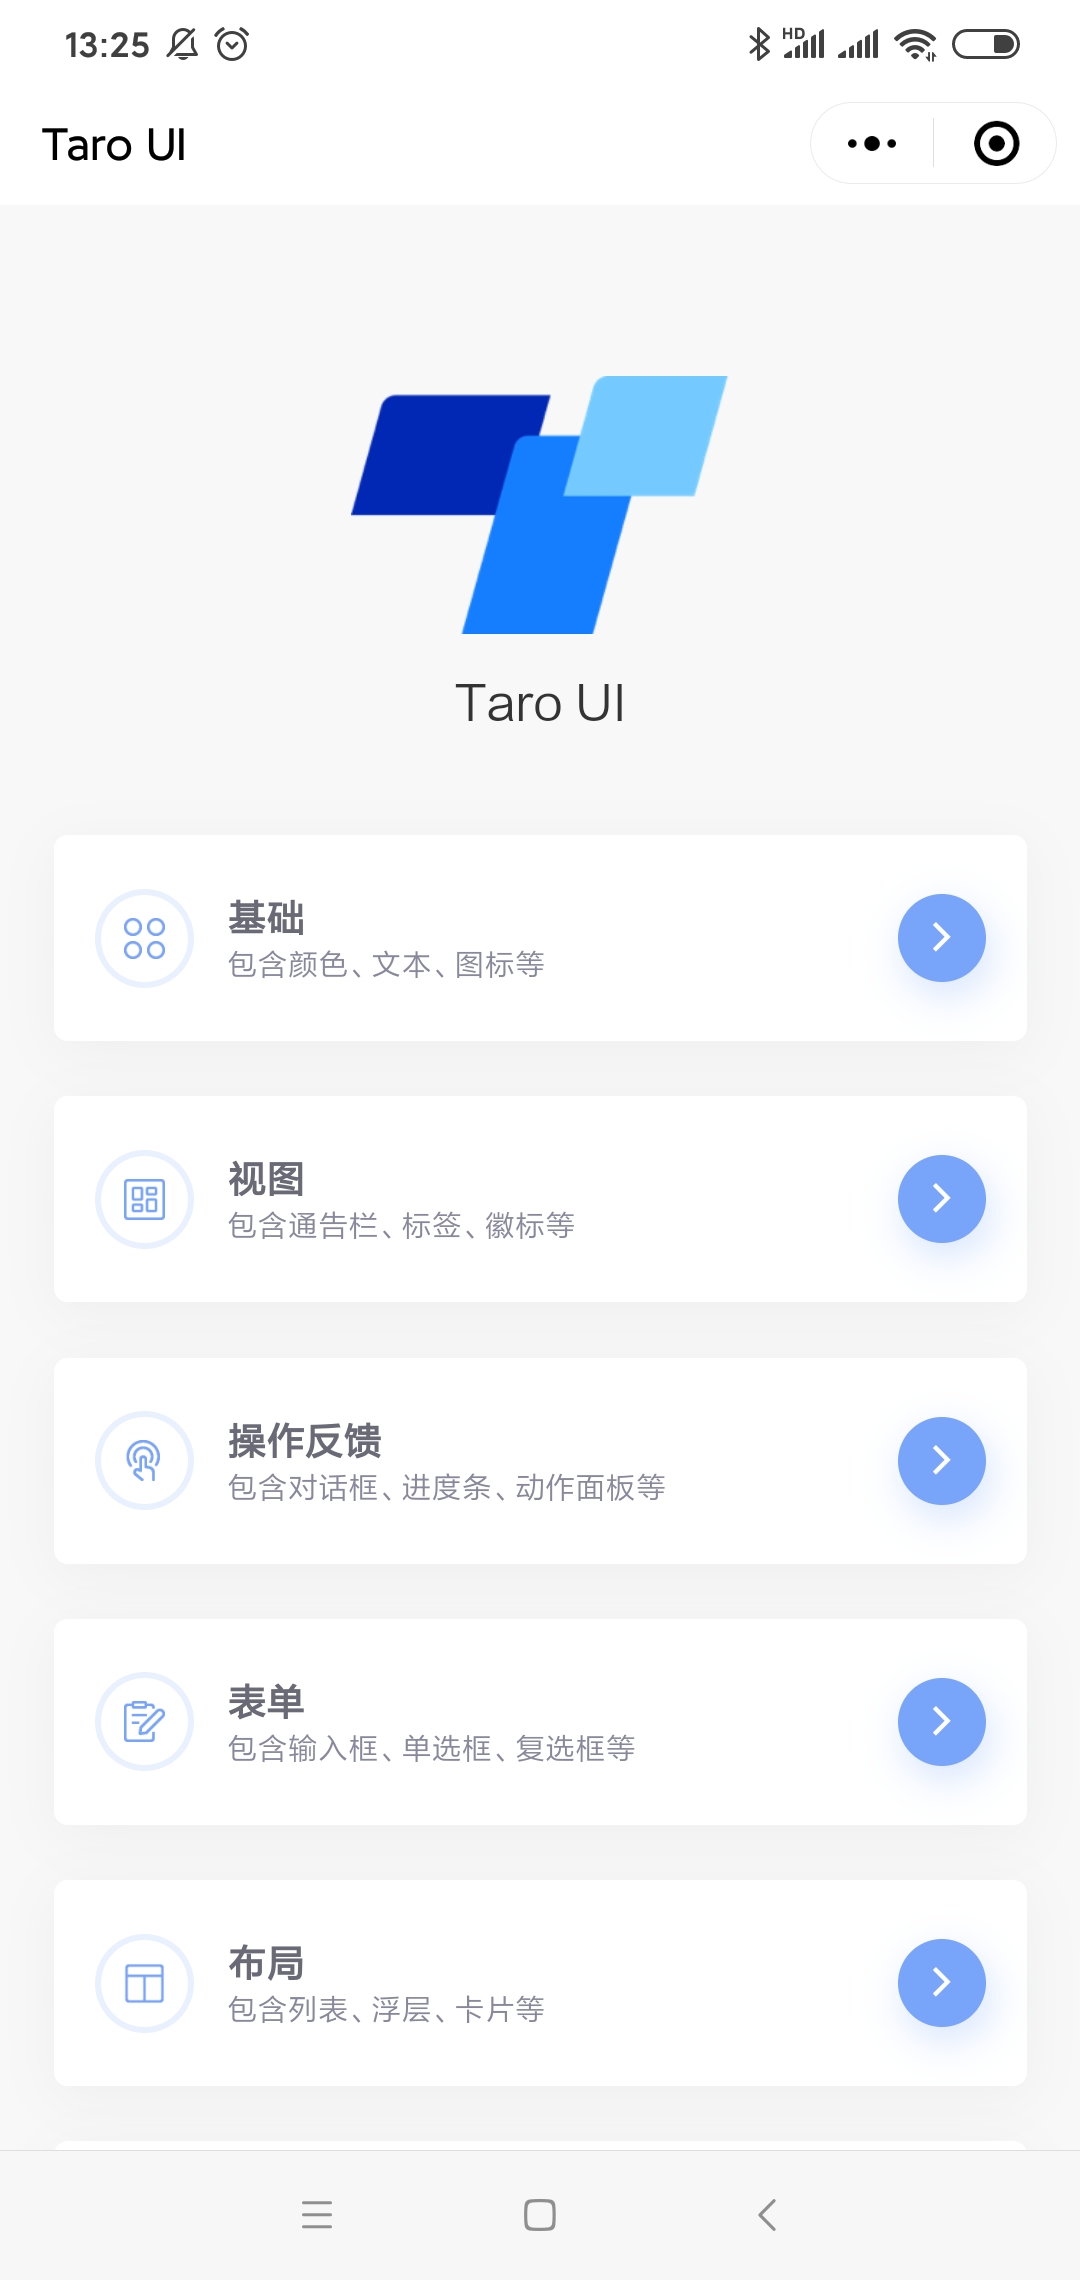 13:25
HD
Taro UI
Taro UI
基础
包含颜色、文本、图标等
视图
包含通告栏、标签、徽标等
操作反馈
包含对话框、进度条、动作面板等
表单
包含输入框、单选框、复选框等
布局
包含列表、浮层、卡片等